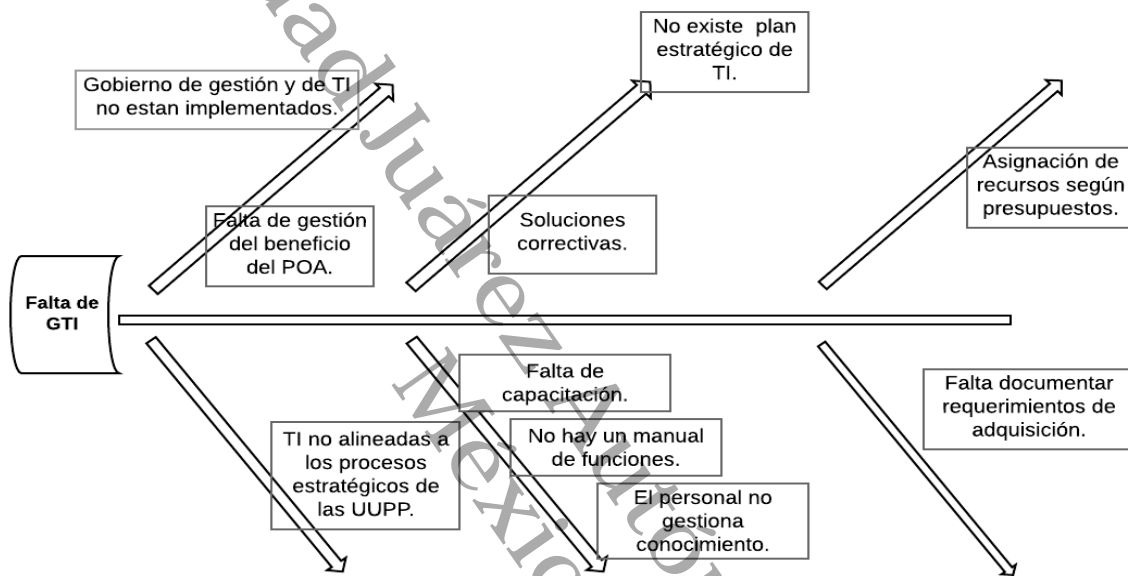 No existe  plan
estratégico de
TI.
Gobierno de gestión y de TI
no estan implementados.
Asignación de
recursos según
presupuestos.
Falta de gestión
del beneficio
del POA.
Soluciones
correctivas.
Falta de
GTI
Falta de
capacitación.
Falta documentar
requerimientos de
adquisición.
TI no alineadas a
los procesos
estratégicos de
las UUPP.
No hay un manual
de funciones.
El personal no
gestiona
conocimiento.
Juárez